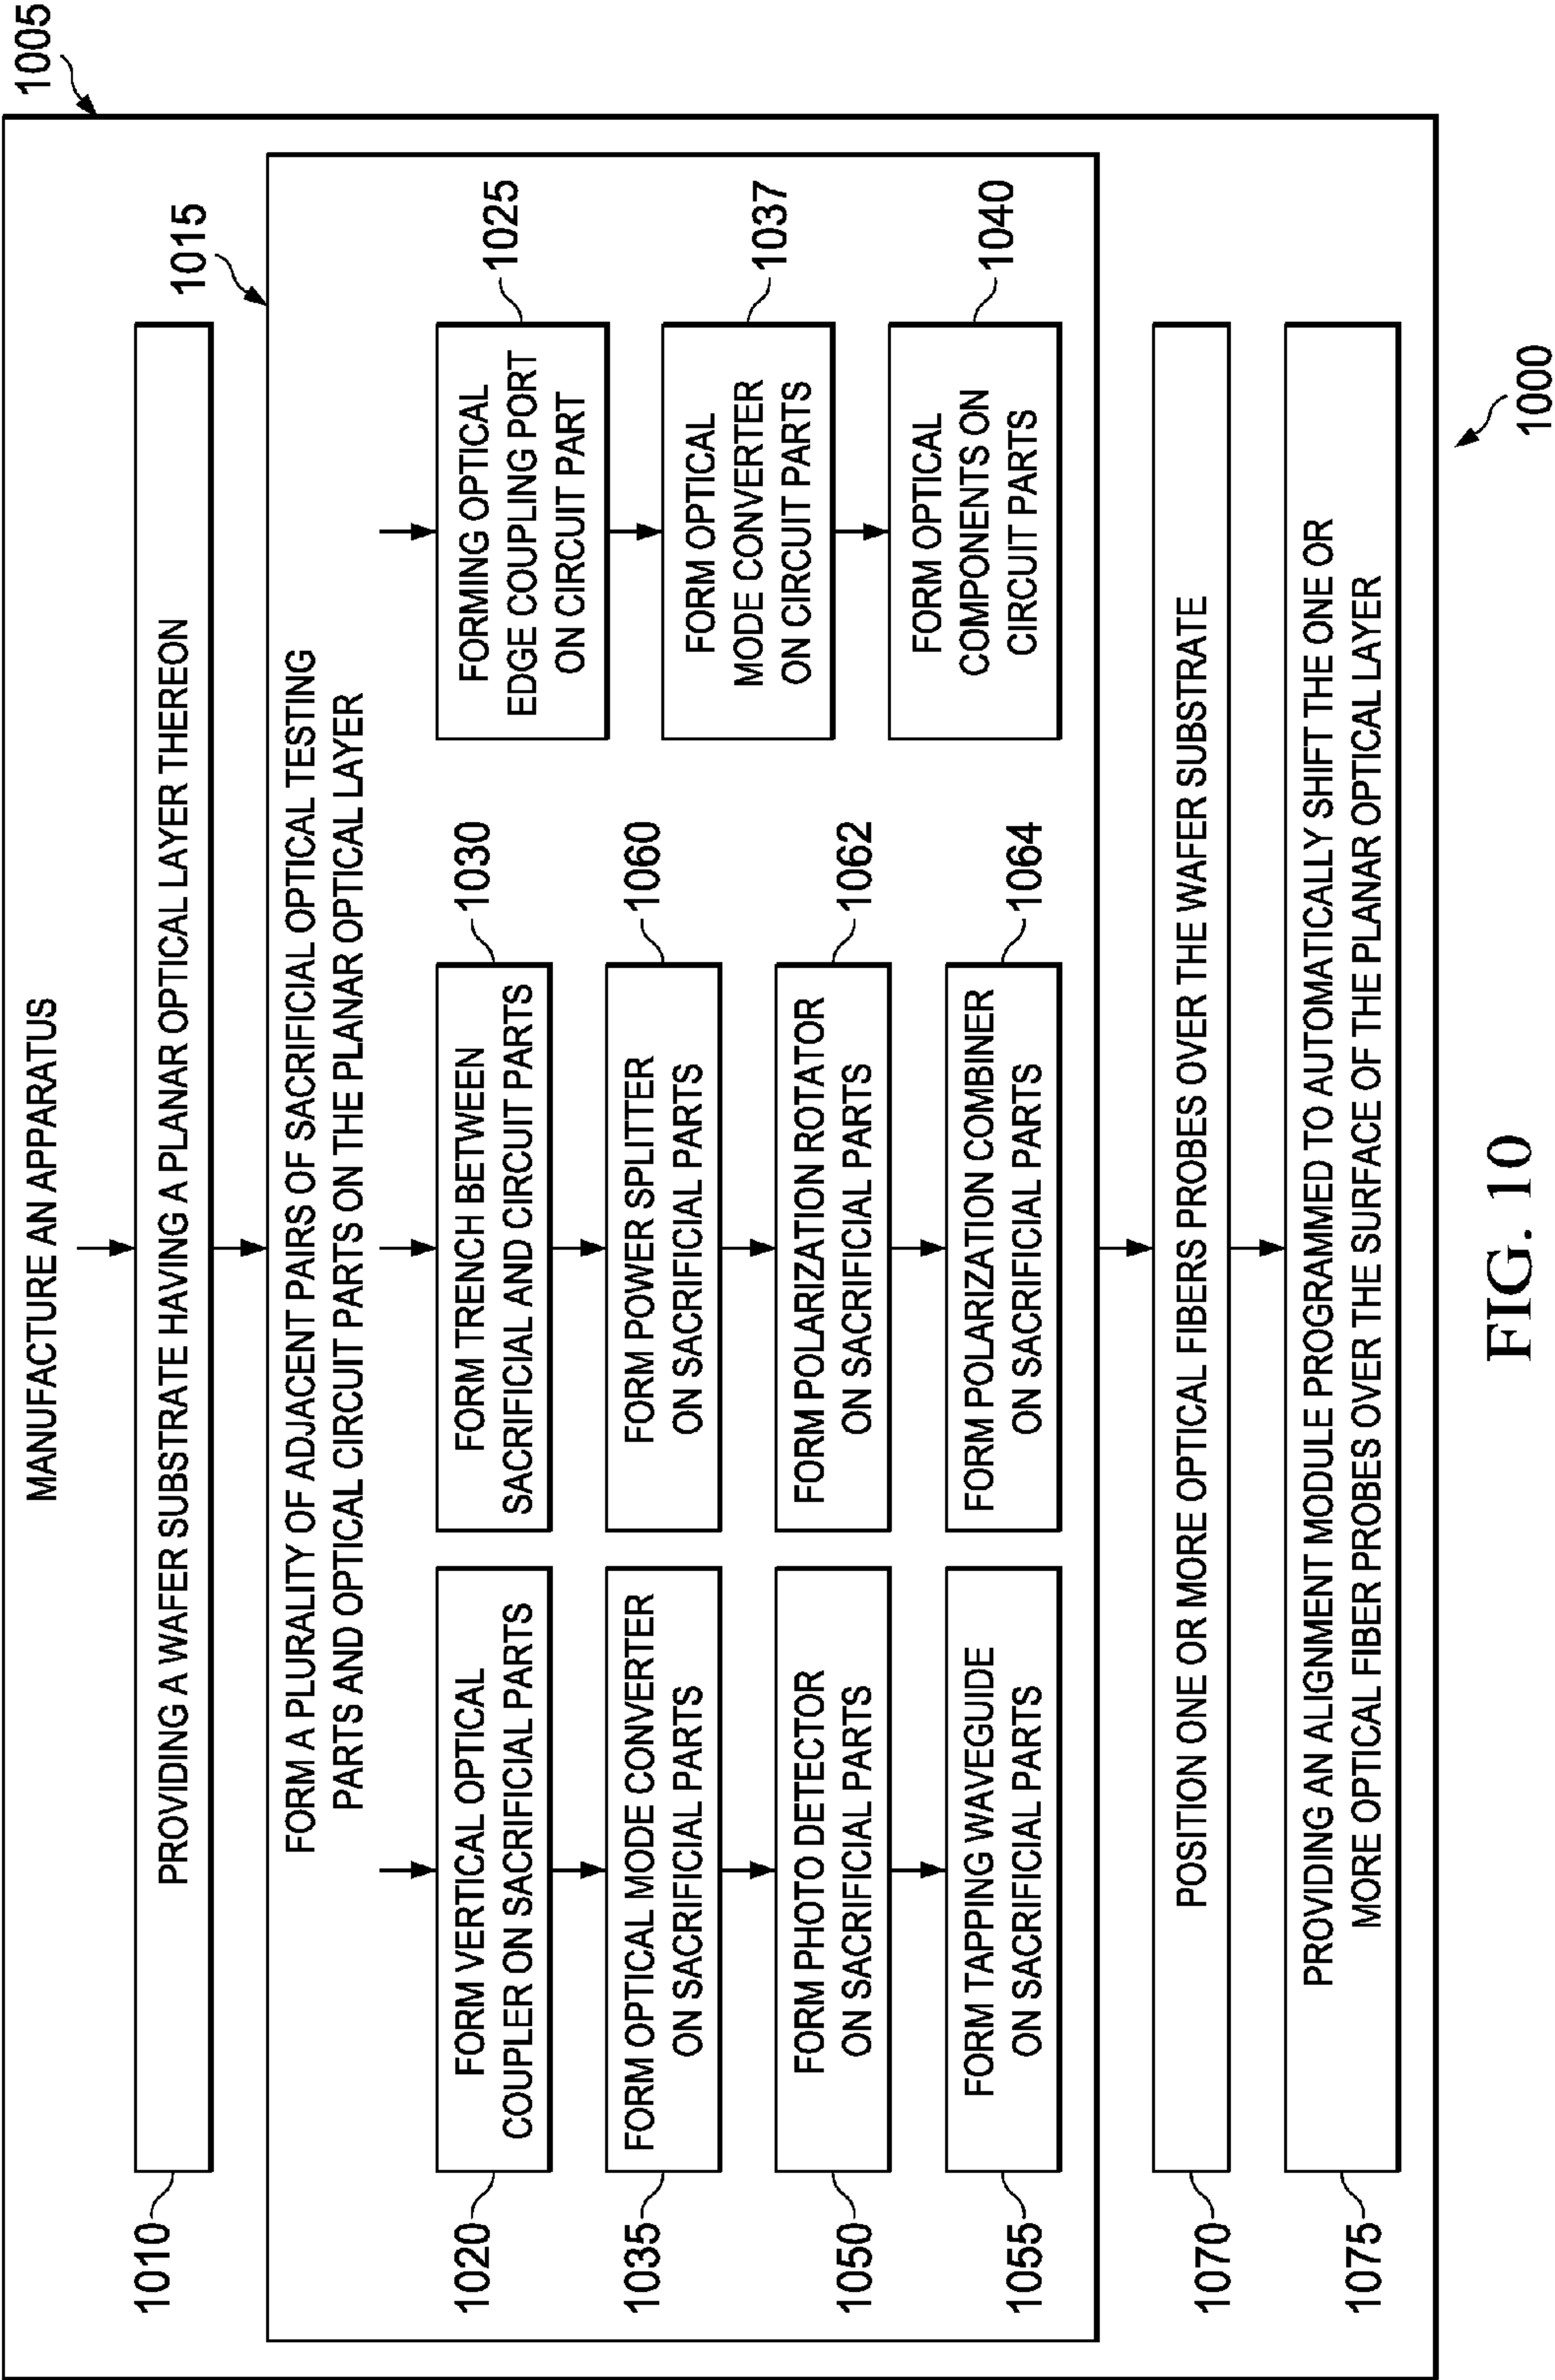 1005
MANUFACTURE AN APPARATUS
1010
PROVIDING A WAFER SUBSTRATE HAVING A PLANAR OPTICAL LAYER THEREON
1015
FORM A PLURALITY OF ADJACENT PAIRS OF SACRIFICIAL OPTICAL TESTING
PARTS AND OPTICAL CIRCUIT PARTS ON THE PLANAR OPTICAL LAYER
1020
FORM VERTICAL OPTICAL
COUPLER ON SACRIFICIAL PARTS
1035
FORM OPTICAL MODE CONVERTER
ON SACRIFICIAL PARTS
1050
FORM PHOTO DETECTOR
ON SACRIFICIAL PARTS
1055
FORM TAPPING WAVEGUIDE
ON SACRIFICIAL PARTS
1030
FORM TRENCH BETWEEN
SACRIFICIAL AND CIRCUIT PARTS
1060
FORM POWER SPLITTER
ON SACRIFICIAL PARTS
1062
FORM POLARIZATION ROTATOR
ON SACRIFICIAL PARTS
1064
FORM POLARIZATION COMBINER
ON SACRIFICIAL PARTS
1025
FORMING OPTICAL
EDGE COUPLING PORT
ON CIRCUIT PART
1037
FORM OPTICAL
MODE CONVERTER
ON CIRCUIT PARTS
1040
FORM OPTICAL
COMPONENTS ON
CIRCUIT PARTS
1070
POSITION ONE OR MORE OPTICAL FIBERS PROBES OVER THE WAFER SUBSTRATE
1075
PROVIDING AN ALIGNMENT MODULE PROGRAMMED TO AUTOMATICALLY SHIFT THE ONE OR
MORE OPTICAL FIBER PROBES OVER THE SURFACE OF THE PLANAR OPTICAL LAYER
1000
FIG. 10